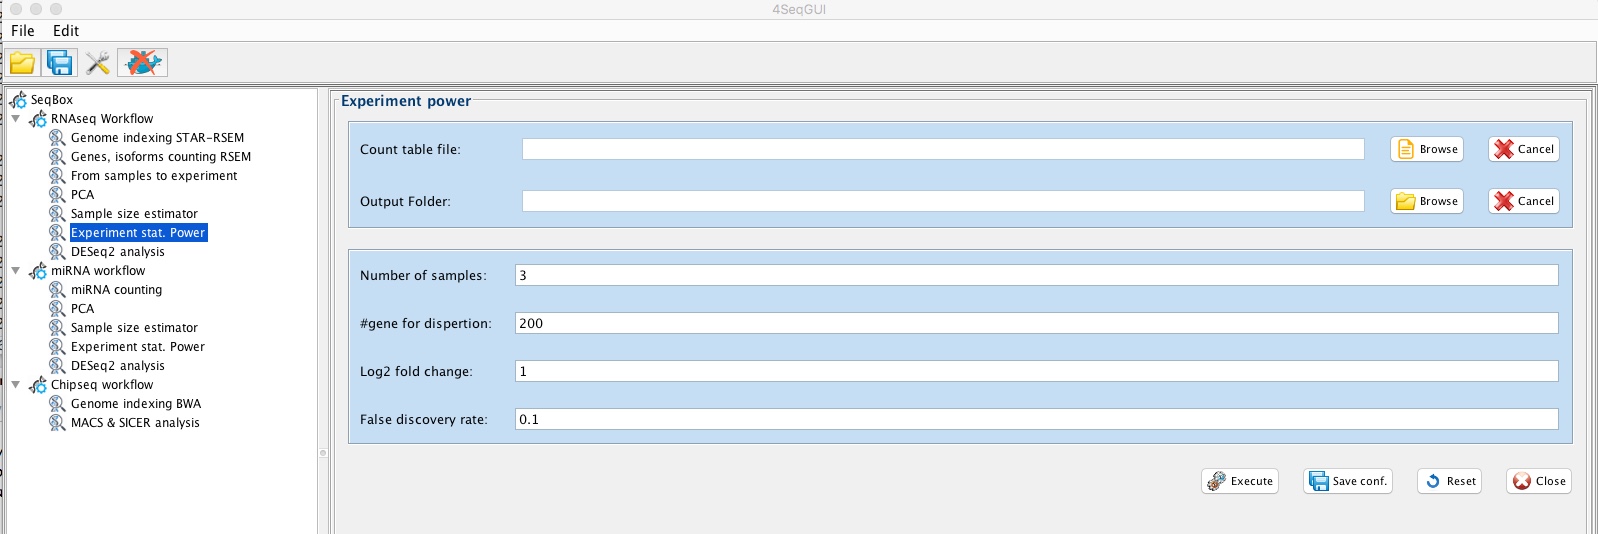 4SeqGUI
File Edit
SeqBox
RNAseq Workflow
Genome indexing STAR-RSEM
Genes, isoforms counting RSEM
From samples to experiment
PCA
Sample size estimator
Experiment stat. Power
DESeq2 analysis
miRNA workflow
miRNA counting
PCA
Sample size estimator
Experiment stat. Power
DESeq2 analysis
Chipseq workflow
Genome indexing BWA
MACS & SICER analysis
Experiment power
Count table file: Browse Cancel
Output Folder: Browse Cancel
Number of samples: 3
#gene for dispertion: 200
Log2 fold change: 1
False discovery rate: 0.1
Execute Save conf. Reset Close